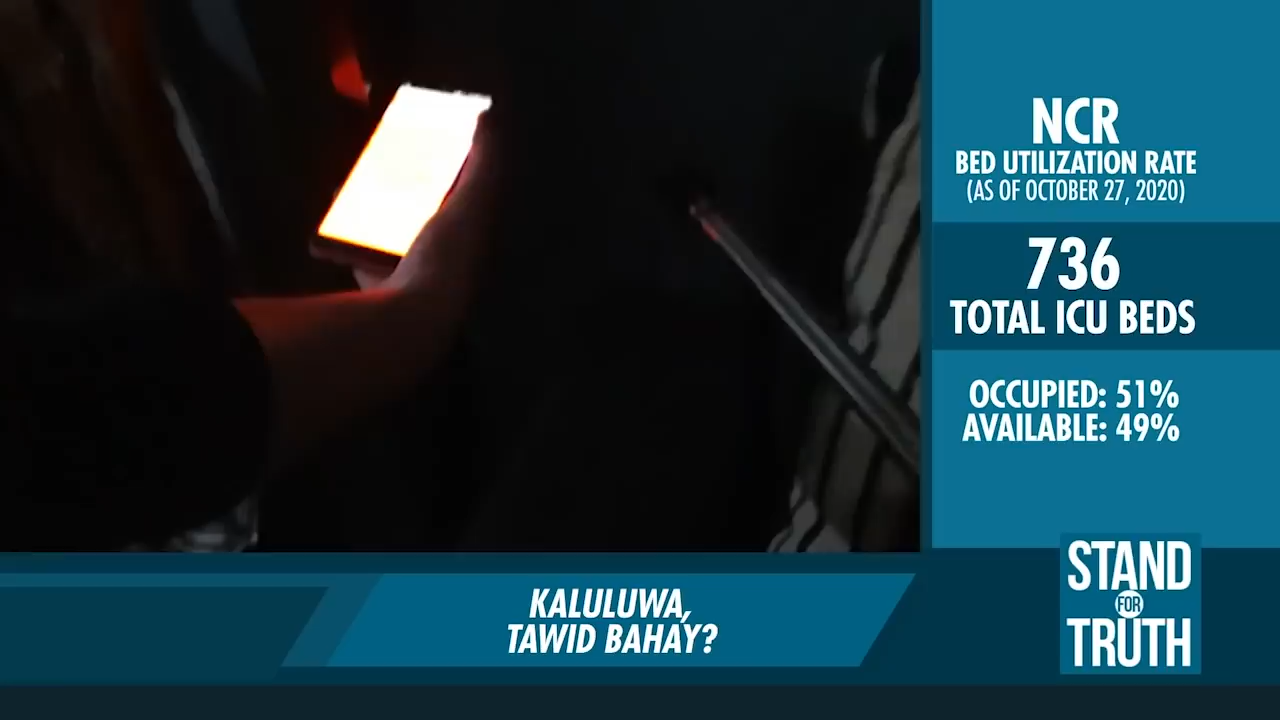 NCR
BED UTILIZATION RATE
(AS OF OCTOBER 27, 2020)
736
TOTAL ICU BEDS
OCCUPIED: 51%
AVAILABLE: 49%
KALULUWA,
TAWID BAHAY?
STAND
FOR
TRUTH